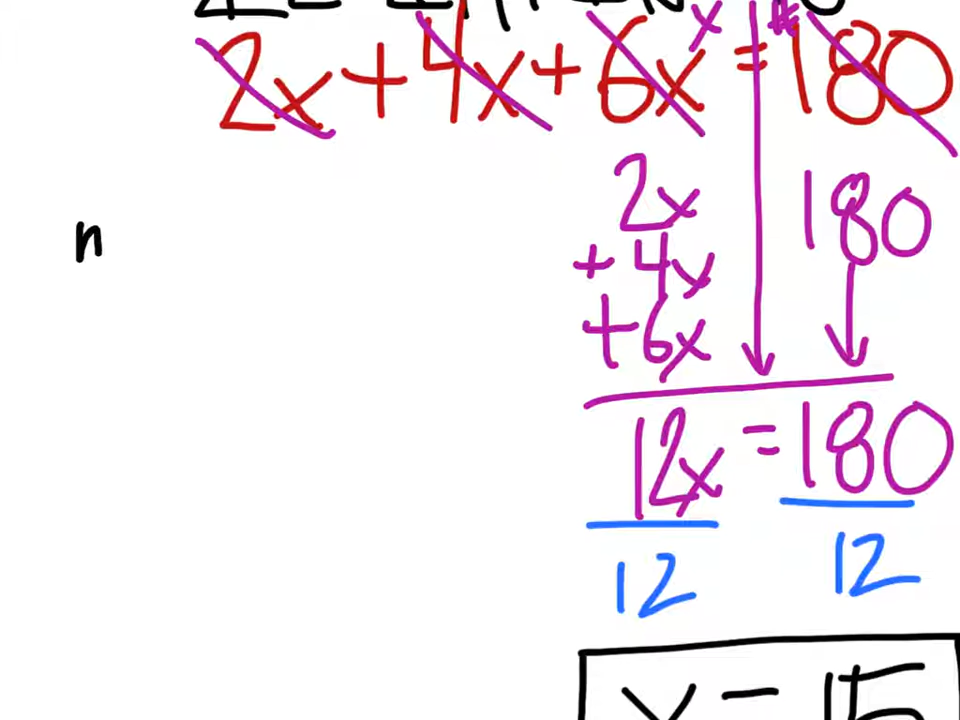 2x + 4x + 6x = 180
2x 180
n
+ 4x
+ 6x
12x = 180
12 12
x = 15